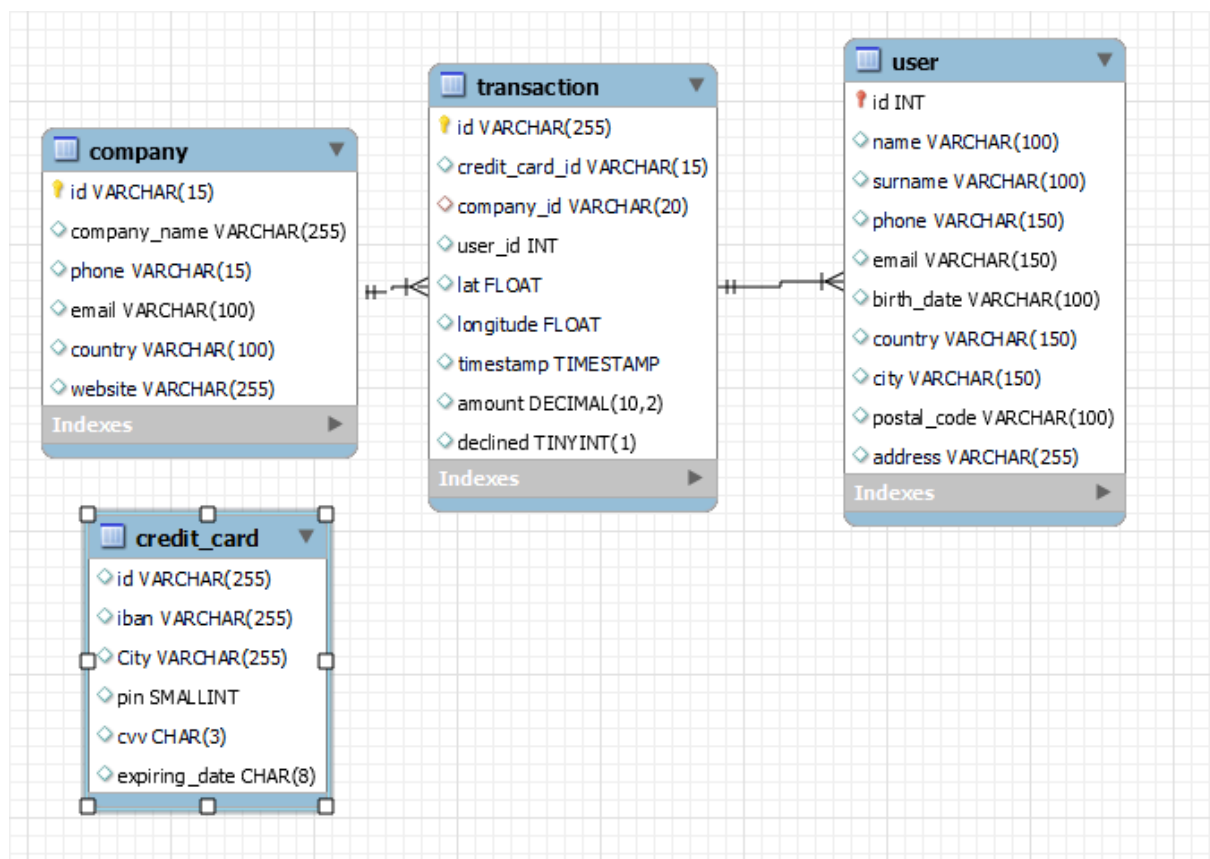 company
id VARCHAR(15)
company_name VARCHAR(255)
phone VARCHAR(15)
email VARCHAR(100)
country VARCHAR(100)
website VARCHAR(255)
Indexes
transaction
id VARCHAR(255)
credit_card_id VARCHAR(15)
company_id VARCHAR(20)
user_id INT
lat FLOAT
longitude FLOAT
timestamp TIMESTAMP
amount DECIMAL(10,2)
declined TINYINT(1)
Indexes
user
id INT
name VARCHAR(100)
surname VARCHAR(100)
phone VARCHAR(150)
email VARCHAR(150)
birth_date VARCHAR(100)
country VARCHAR(150)
city VARCHAR(150)
postal_code VARCHAR(100)
address VARCHAR(255)
Indexes
credit_card
id VARCHAR(255)
iban VARCHAR(255)
City VARCHAR(255)
pin SMALLINT
cvv CHAR(3)
expiring_date CHAR(8)